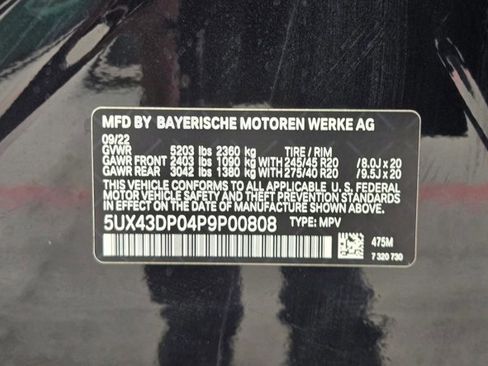 MFD BY BAYERISCHE MOTOREN WERKE AG
09/22
GVWR 5203 lbs 2360 kg TIRE / RIM
GAWR FRONT 2403 lbs 1090 kg WITH 245/45 R20 /8.0J x 20
GAWR REAR 3042 lbs 1380 kg WITH 275/40 R20 /9.5J x 20
THIS VEHICLE CONFORMS TO ALL APPLICABLE U. S. FEDERAL
MOTOR VEHICLE SAFETY AND THEFT PREVENTION STANDARDS
IN EFFECT ON THE DATE OF MANUFACTURE SHOWN ABOVE.
5UX43DP04P9P00808 TYPE: MPV
475M
7 320 730